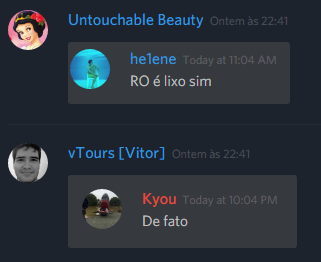 Untouchable Beauty Ontem às 22:41
he1ene Today at 11:04 AM
RO é lixo sim
vTours [Vitor] Ontem às 22:41
Kyou Today at 10:04 PM
De fato